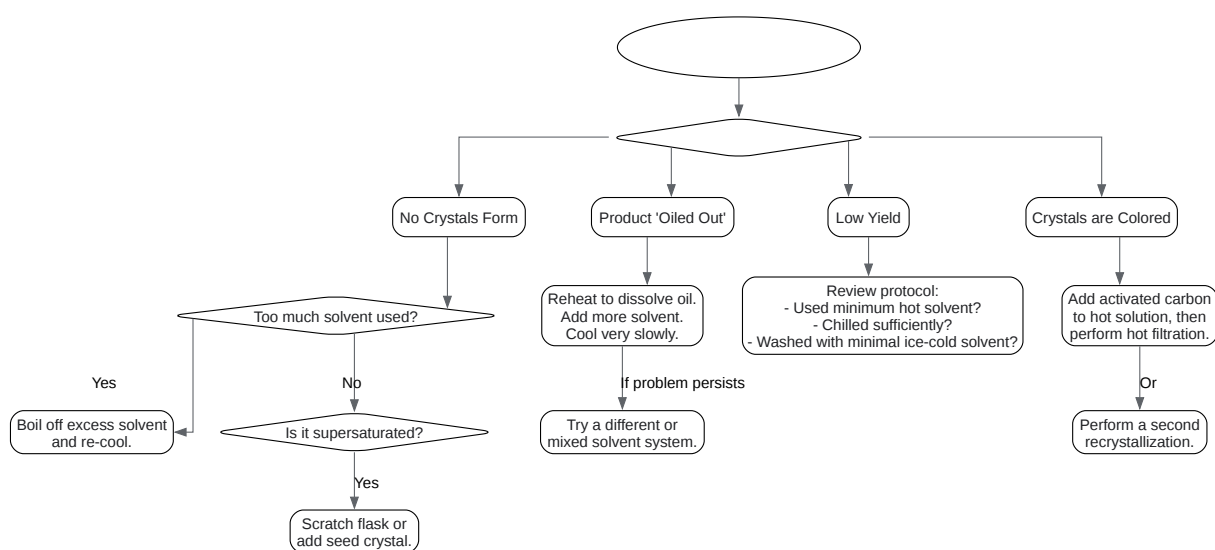 No Crystals Form
Product 'Oiled Out'
Low Yield
Crystals are Colored
Too much solvent used?
Reheat to dissolve oil.
Add more solvent.
Cool very slowly.
Review protocol:
- Used minimum hot solvent?
- Chilled sufficiently?
- Washed with minimal ice-cold solvent?
Add activated carbon
to hot solution, then
perform hot filtration.
Yes
No
If problem persists
Or
Boil off excess solvent
and re-cool.
Is it supersaturated?
Try a different or
mixed solvent system.
Perform a second
recrystallization.
Yes
Scratch flask or
add seed crystal.